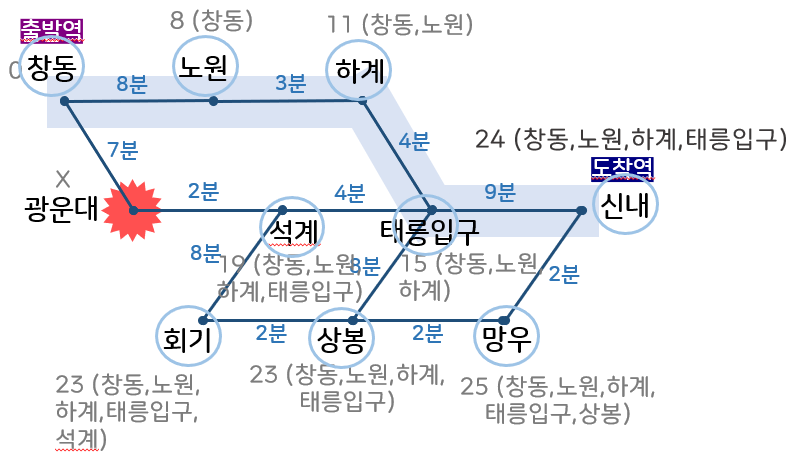 출발역
8 (창동)
11 (창동,노원)
0
창동
노원
하계
8분
3분
7분
4분
24 (창동,노원,하계,태릉입구)
도착역
X
광운대
2분
4분
9분
신내
석계
태릉입구
8분
19 (창동,노원,
하계,태릉입구)
8분
15 (창동,노원,
하계)
2분
회기
2분
상봉
2분
망우
23 (창동,노원,
하계,태릉입구,
석계)
23 (창동,노원,하계,
태릉입구)
25 (창동,노원,하계,
태릉입구,상봉)